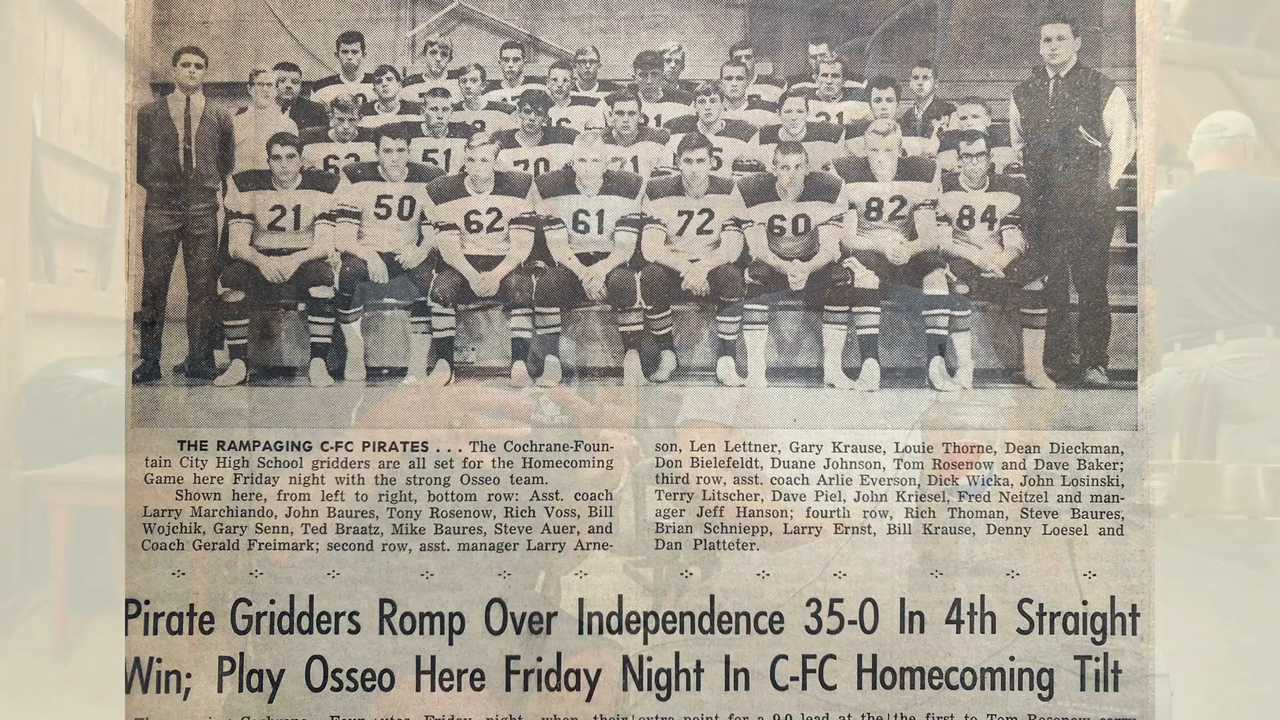 21
50
62
61
72
60
82
84
51
70
71
THE RAMPAGING C-FC PIRATES . . . The Cochrane-Foun-
tain City High School gridders are all set for the Homecoming
Game here Friday night with the strong Osseo team.
Shown here, from left to right, bottom row: Asst. coach
Larry Marchiando, John Baures, Tony Rosenow, Rich Voss, Bill
Wojchik, Gary Senn, Ted Braatz, Mike Baures, Steve Auer, and
Coach Gerald Freimark; second row, asst. manager Larry Arne-
son, Len Lettner, Gary Krause, Louie Thorne, Dean Dieckman,
Don Bielefeldt, Duane Johnson, Tom Rosenow and Dave Baker;
third row, asst. coach Arlie Everson, Dick Wicka, John Losinski,
Terry Litscher, Dave Piel, John Kriesel, Fred Neitzel and man-
ager Jeff Hanson; fourth row, Rich Thoman, Steve Baures,
Brian Schniepp, Larry Ernst, Bill Krause, Denny Loesel and
Dan Platteter.
Pirate Gridders Romp Over Independence 35-0 In 4th Straight
Win; Play Osseo Here Friday Night In C-FC Homecoming Tilt